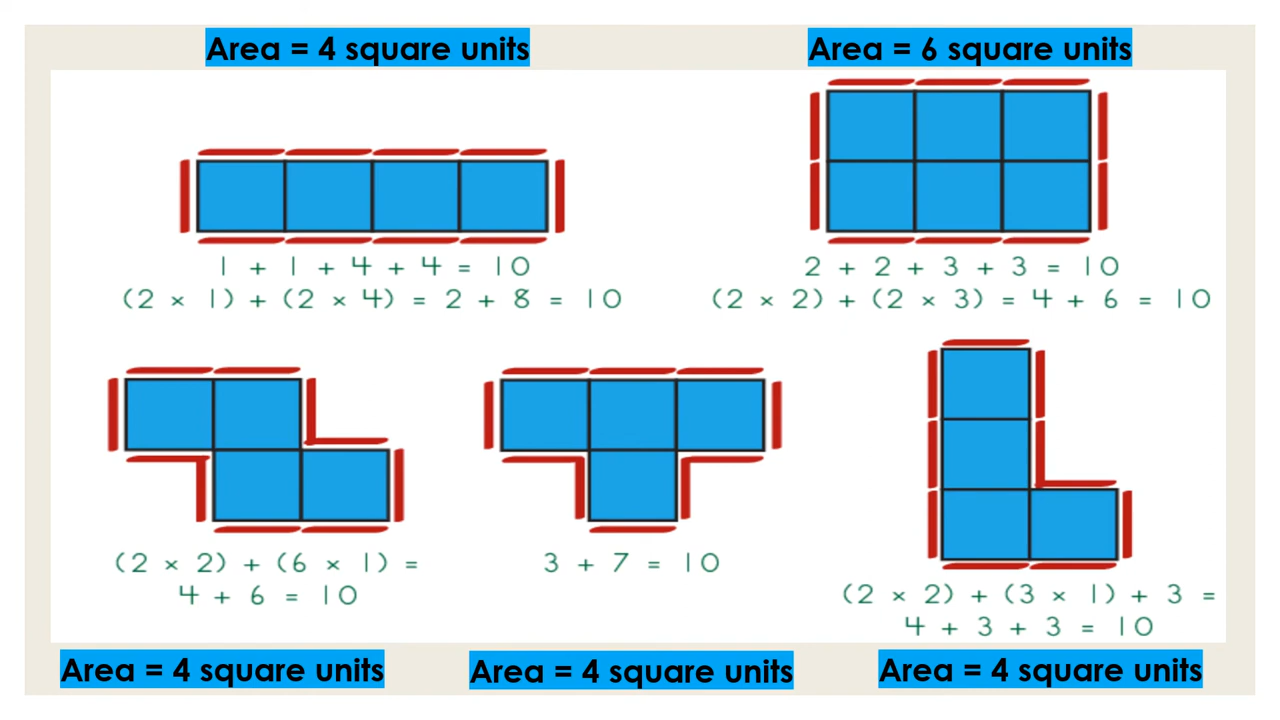 Area = 4 square units
Area = 6 square units
1 + 1 + 4 + 4 = 10
(2 × 1) + (2 × 4) = 2 + 8 = 10
2 + 2 + 3 + 3 = 10
(2 × 2) + (2 × 3) = 4 + 6 = 10
(2 × 2) + (6 × 1) =
4 + 6 = 10
3 + 7 = 10
(2 × 2) + (3 × 1) + 3 =
4 + 3 + 3 = 10
Area = 4 square units
Area = 4 square units
Area = 4 square units